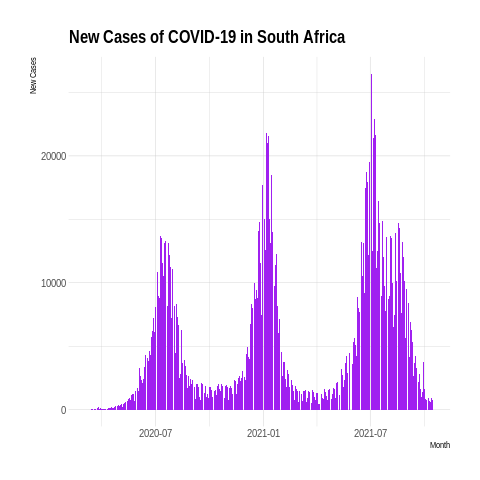 New Cases of COVID-19 in South Africa
New Cases
20000
10000
0
2020-07
2021-01
2021-07
Month